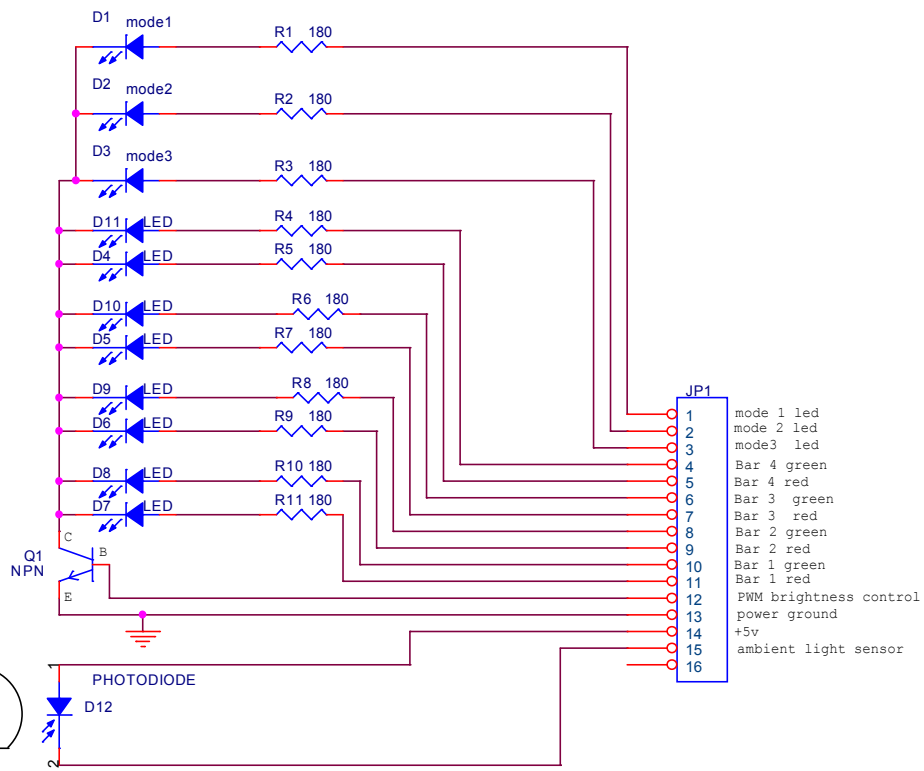 D1 mode1 R1 180
D2 mode2 R2 180
D3 mode3 R3 180
D11 LED R4 180
D4 R5 180
D10 LED R6 180
D5 LED R7 180
D9 LED R8 180
D6 LED R9 180
D8 LED R10 180
D7 LED R11 180
JP1
1 mode 1 led
2 mode 2 led
3 mode3 led
4 Bar 4 green
5 Bar 4 red
6 Bar 3 green
7 Bar 3 red
8 Bar 2 green
9 Bar 2 red
10 Bar 1 green
11 Bar 1 red
12 PWM brightness control
13 power ground
14 +5v
15 ambient light sensor
16
C
Q1 B
NPN
E
1
PHOTODIODE
D12
2